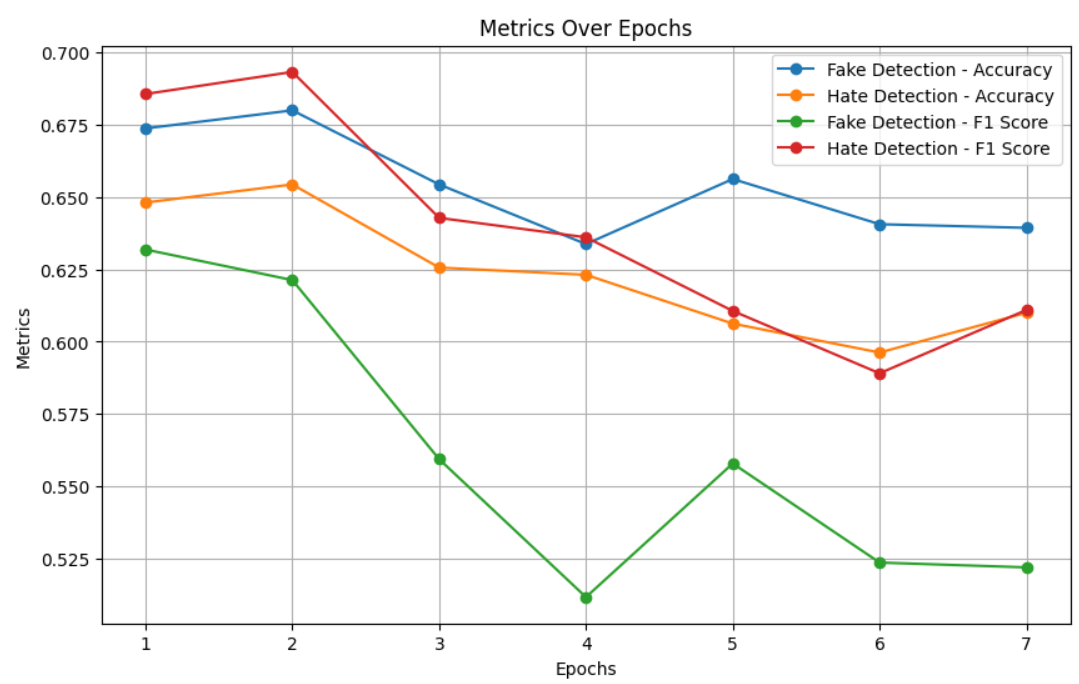 Metrics Over Epochs
0.700
0.675
0.650
0.625
0.600
0.575
0.550
0.525
Metrics
Fake Detection - Accuracy
Hate Detection - Accuracy
Fake Detection - F1 Score
Hate Detection - F1 Score
1 2 3 4 5 6 7
Epochs